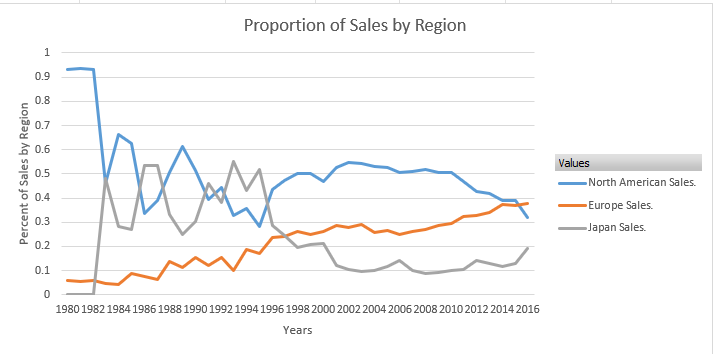 Proportion of Sales by Region
1
0.9
0.8
0.7
0.6
0.5
0.4
0.3
0.2
0.1
0
Percent of Sales by Region
1980 1982 1984 1986 1988 1990 1992 1994 1996 1998 2000 2002 2004 2006 2008 2010 2012 2014 2016
Years
Values
North American Sales.
Europe Sales.
Japan Sales.